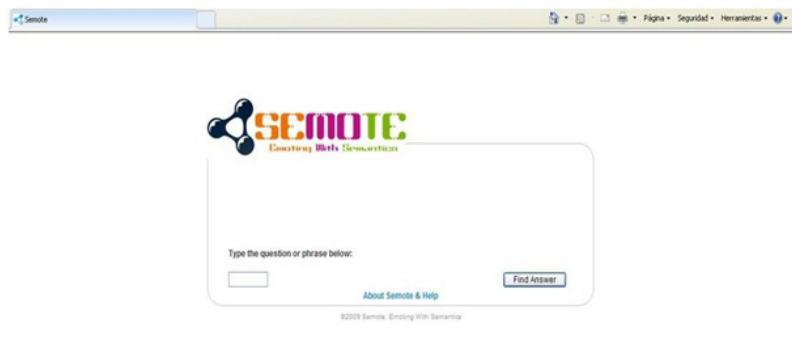 Semote
Página Seguridad Herramientas
SEMOTE
Emoting With Semantics
Type the question or phrase below:
Find Answer
About Semote & Help
©2009 Semote: Emoting With Semantics